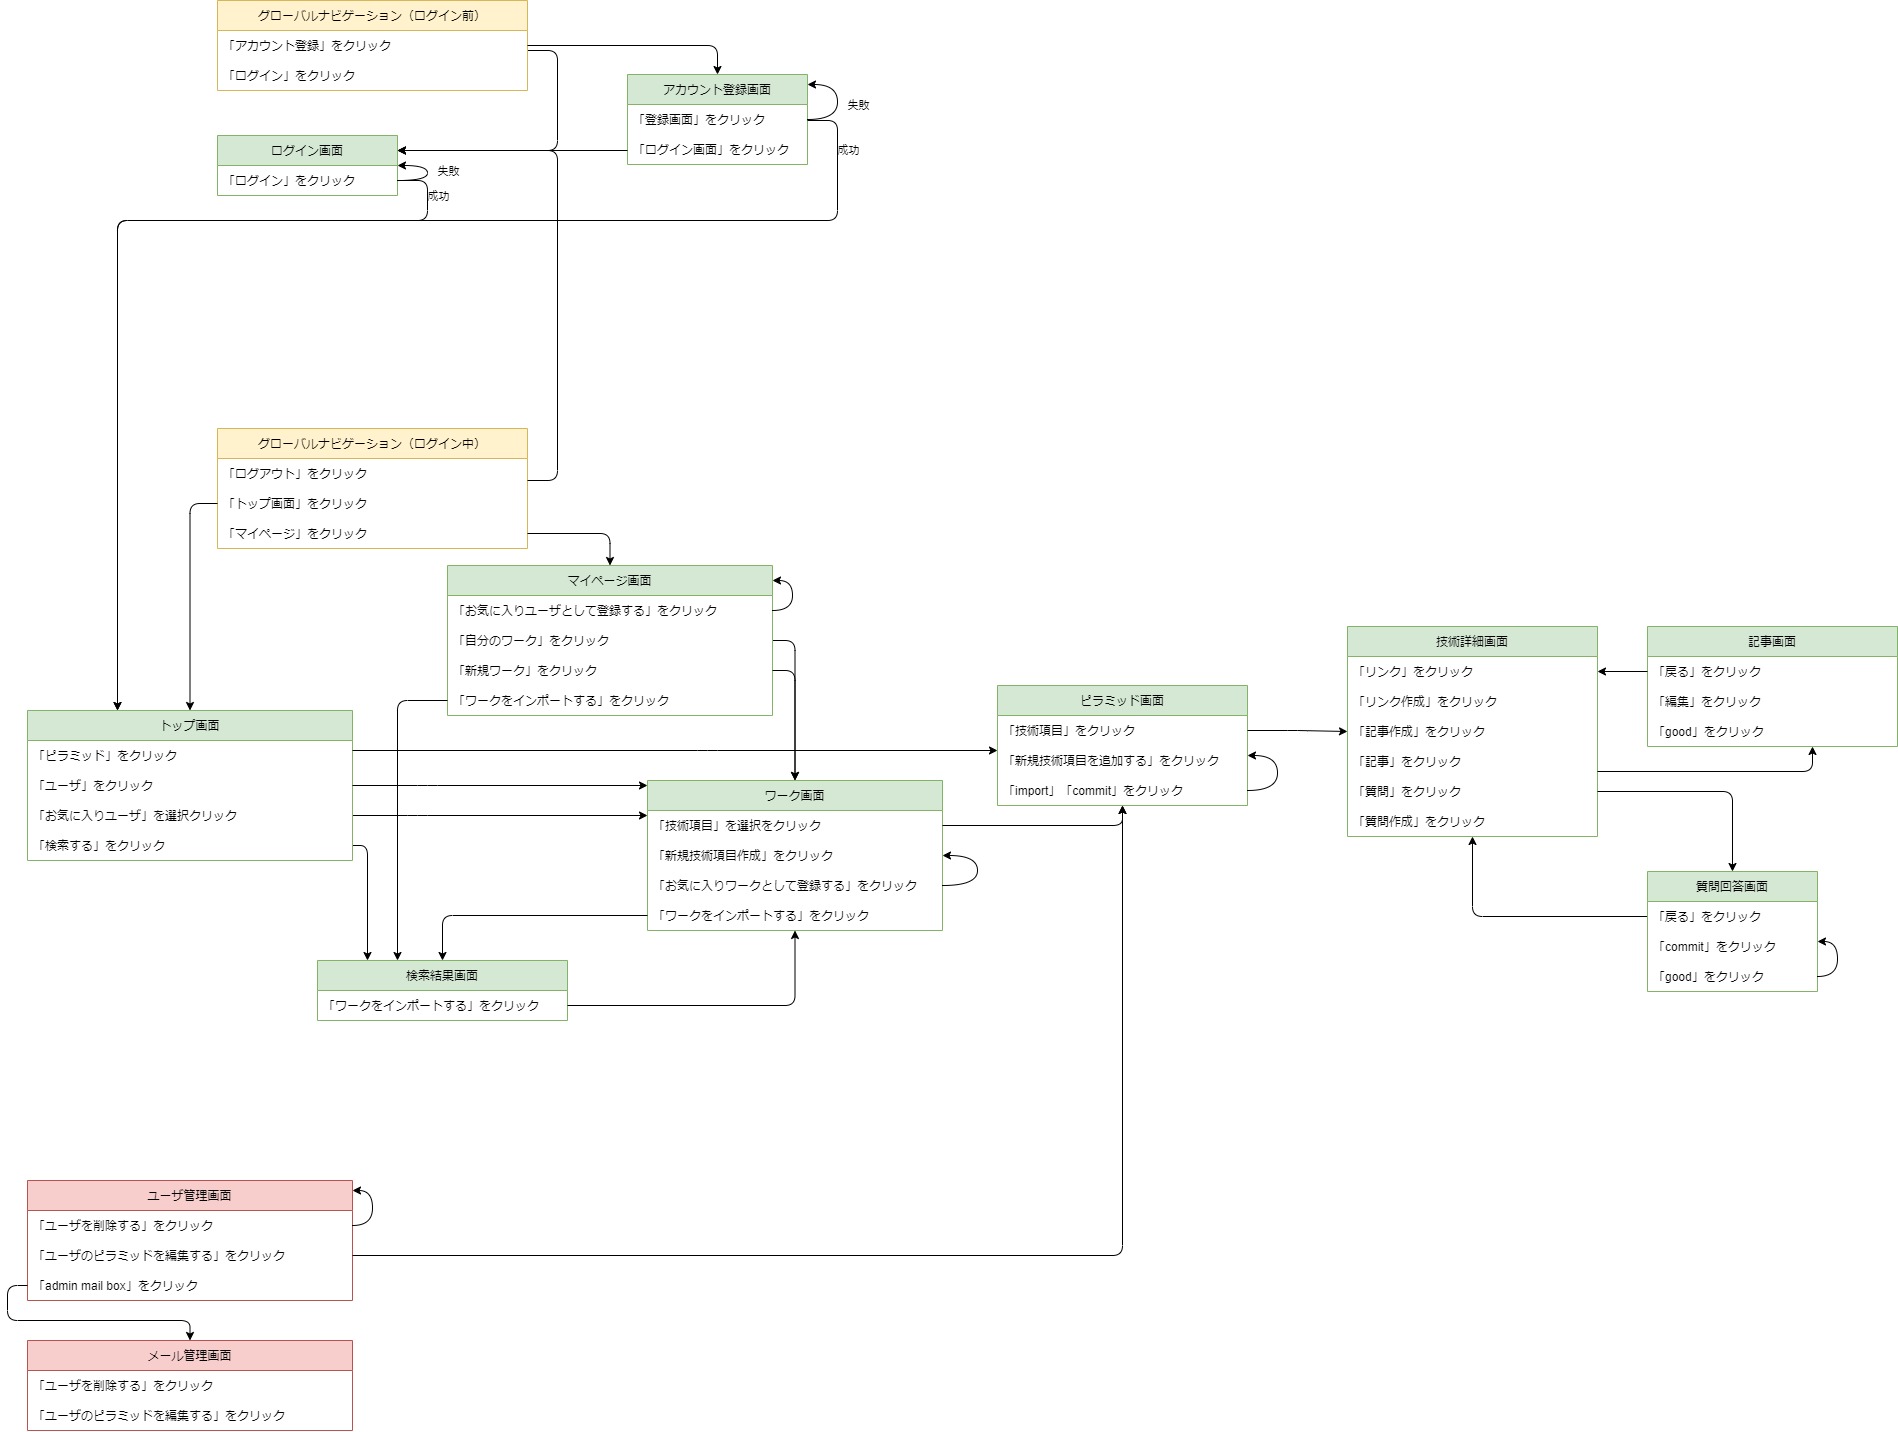 グローバルナビゲーション（ログイン前）
「アカウント登録」をクリック
「ログイン」をクリック
アカウント登録画面
「登録画面」をクリック
「ログイン画面」をクリック
失敗
成功
ログイン画面
「ログイン」をクリック
失敗
成功
グローバルナビゲーション（ログイン中）
「ログアウト」をクリック
「トップ画面」をクリック
「マイページ」をクリック
マイページ画面
「お気に入りユーザとして登録する」をクリック
「自分のワーク」をクリック
「新規ワーク」をクリック
「ワークをインポートする」をクリック
トップ画面
「ピラミッド」をクリック
「ユーザ」をクリック
「お気に入りユーザ」を選択クリック
「検索する」をクリック
ワーク画面
「技術項目」を選択をクリック
「新規技術項目作成」をクリック
「お気に入りワークとして登録する」をクリック
「ワークをインポートする」をクリック
検索結果画面
「ワークをインポートする」をクリック
ピラミッド画面
「技術項目」をクリック
「新規技術項目を追加する」をクリック
「import」「commit」をクリック
技術詳細画面
「リンク」をクリック
「リンク作成」をクリック
「記事作成」をクリック
「記事」をクリック
「質問」をクリック
「質問作成」をクリック
記事画面
「戻る」をクリック
「編集」をクリック
「good」をクリック
質問回答画面
「戻る」をクリック
「commit」をクリック
「good」をクリック
ユーザ管理画面
「ユーザを削除する」をクリック
「ユーザのピラミッドを編集する」をクリック
「admin mail box」をクリック
メール管理画面
「ユーザを削除する」をクリック
「ユーザのピラミッドを編集する」をクリック